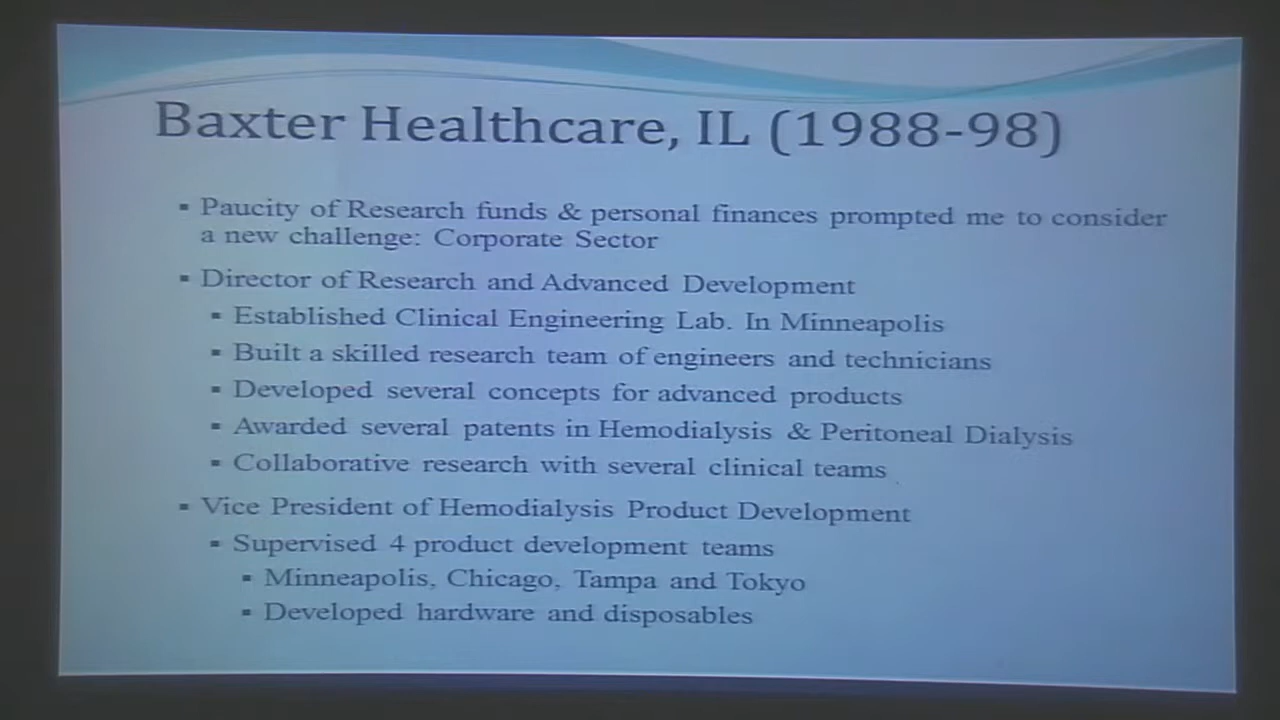 Baxter Healthcare, IL (1988-98)
▪ Paucity of Research funds & personal finances prompted me to consider
a new challenge: Corporate Sector
▪ Director of Research and Advanced Development
▪ Established Clinical Engineering Lab. In Minneapolis
▪ Built a skilled research team of engineers and technicians
▪ Developed several concepts for advanced products
▪ Awarded several patents in Hemodialysis & Peritoneal Dialysis
▪ Collaborative research with several clinical teams
▪ Vice President of Hemodialysis Product Development
▪ Supervised 4 product development teams
▪ Minneapolis, Chicago, Tampa and Tokyo
▪ Developed hardware and disposables